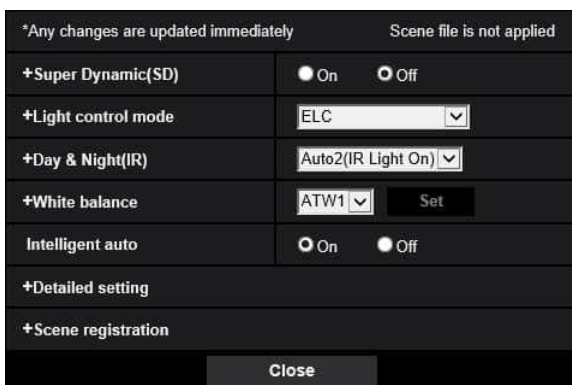 *Any changes are updated immediately Scene file is not applied
+Super Dynamic(SD) On Off
+Light control mode ELC
+Day & Night(IR) Auto2(IR Light On)
+White balance ATW1 Set
Intelligent auto On Off
+Detailed setting
+Scene registration
Close